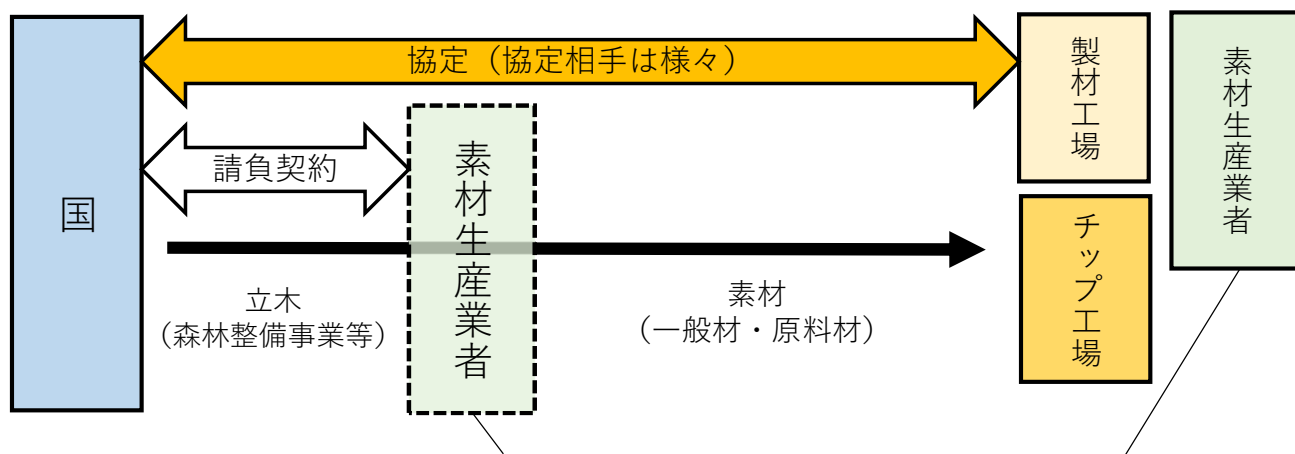 協定（協定相手は様々）
請負契約
国
素材生産業者
立木
（森林整備事業等）
素材
（一般材・原料材）
製材工場
チップ工場
素材生産業者